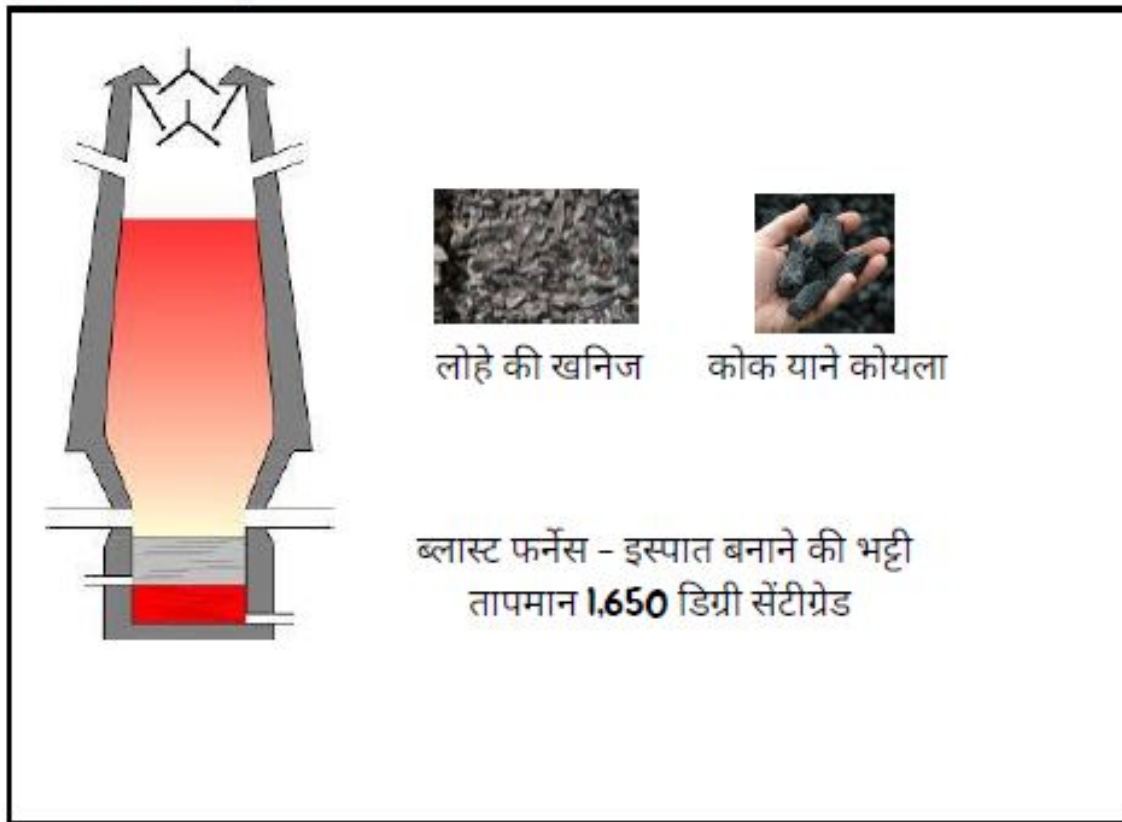 लोहे की खनिज
कोक याने कोयला
ब्लास्ट फर्नेस - इस्पात बनाने की भट्टी
तापमान 1,650 डिग्री सेंटीग्रेड